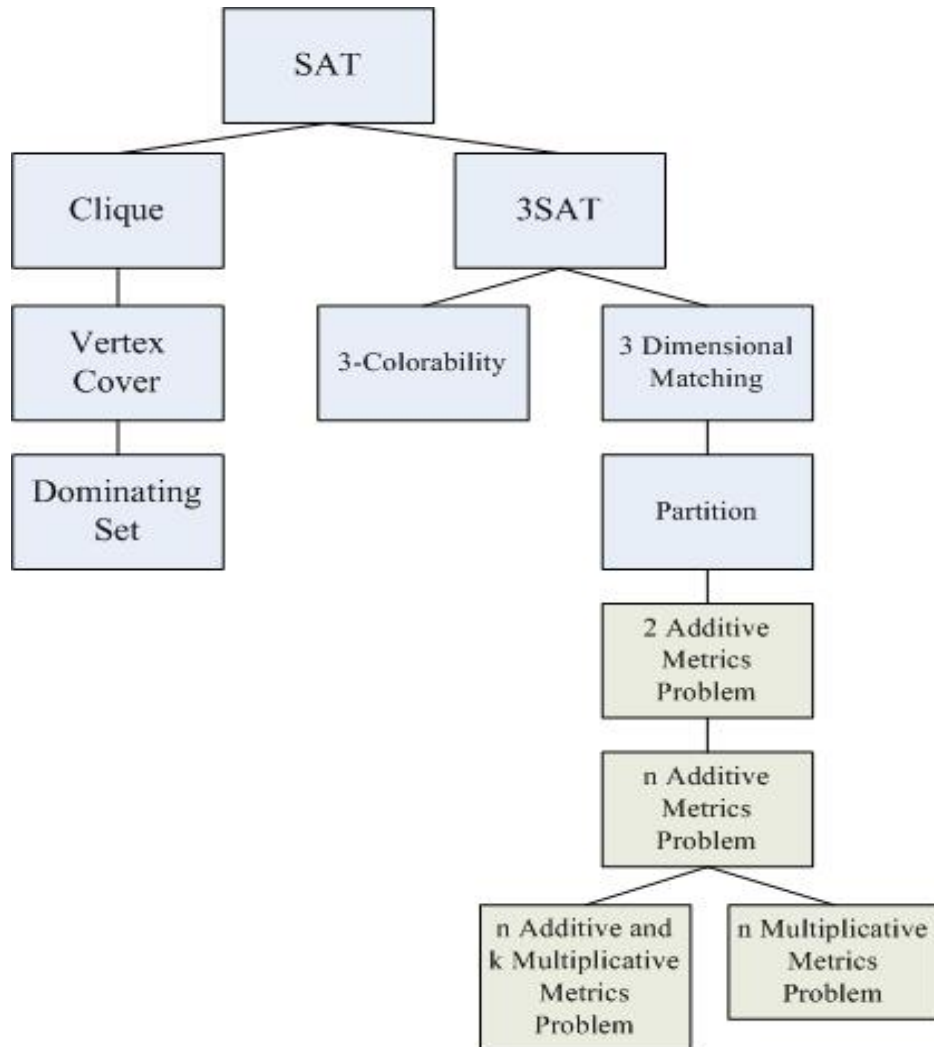 SAT
Clique
3SAT
Vertex
Cover
3-Colorability
3 Dimensional
Matching
Dominating
Set
Partition
2 Additive
Metrics
Problem
n Additive
Metrics
Problem
n Additive and
k Multiplicative
Metrics
Problem
n Multiplicative
Metrics
Problem